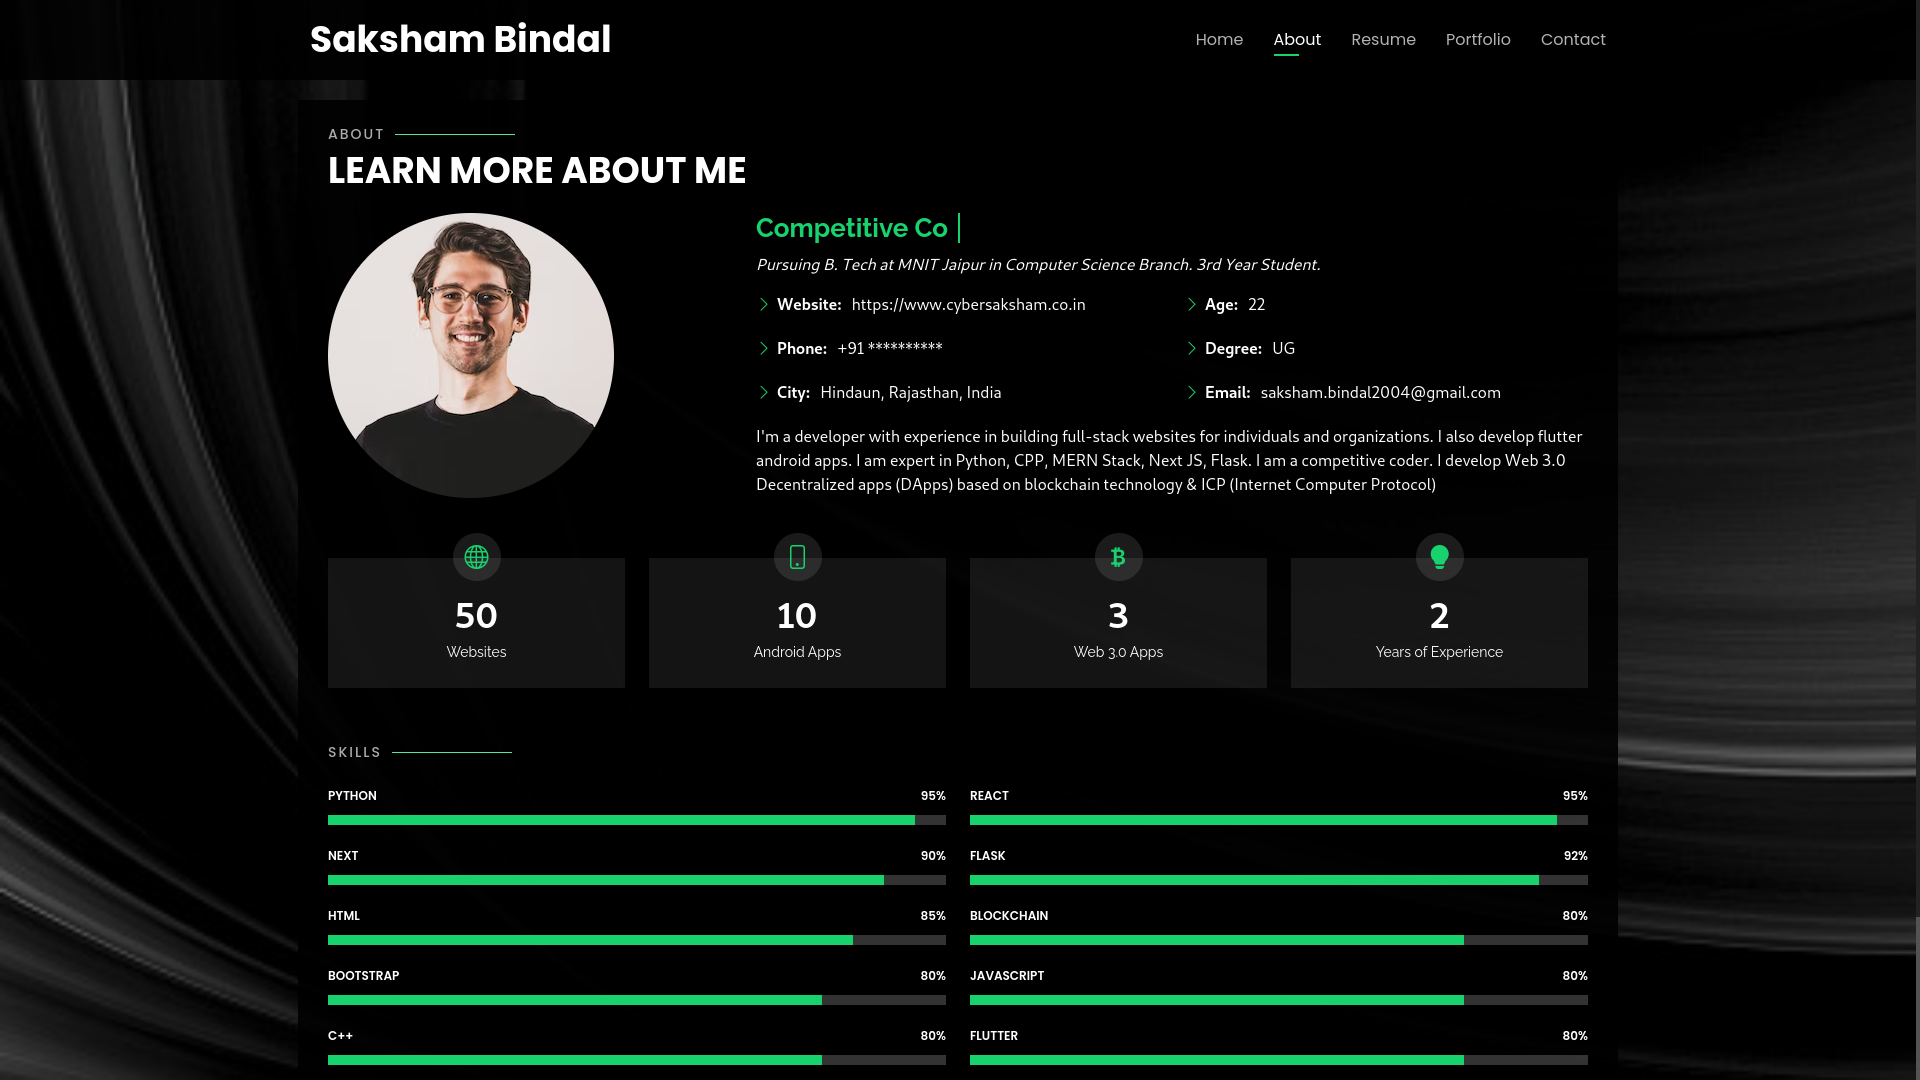 Saksham Bindal
Home About Resume Portfolio Contact
ABOUT
LEARN MORE ABOUT ME
Competitive Co
Pursuing B. Tech at MNIT Jaipur in Computer Science Branch. 3rd Year Student.
Website: https://www.cybersaksham.co.in
Age: 22
Phone: +91 **********
Degree: UG
City: Hindaun, Rajasthan, India
Email: saksham.bindal2004@gmail.com
I'm a developer with experience in building full-stack websites for individuals and organizations. I also develop flutter
android apps. I am expert in Python, CPP, MERN Stack, Next JS, Flask. I am a competitive coder. I develop Web 3.0
Decentralized apps (DApps) based on blockchain technology & ICP (Internet Computer Protocol)
50
Websites
10
Android Apps
3
Web 3.0 Apps
2
Years of Experience
SKILLS
PYTHON 95%
REACT 95%
NEXT 90%
FLASK 92%
HTML 85%
BLOCKCHAIN 80%
BOOTSTRAP 80%
JAVASCRIPT 80%
C++ 80%
FLUTTER 80%